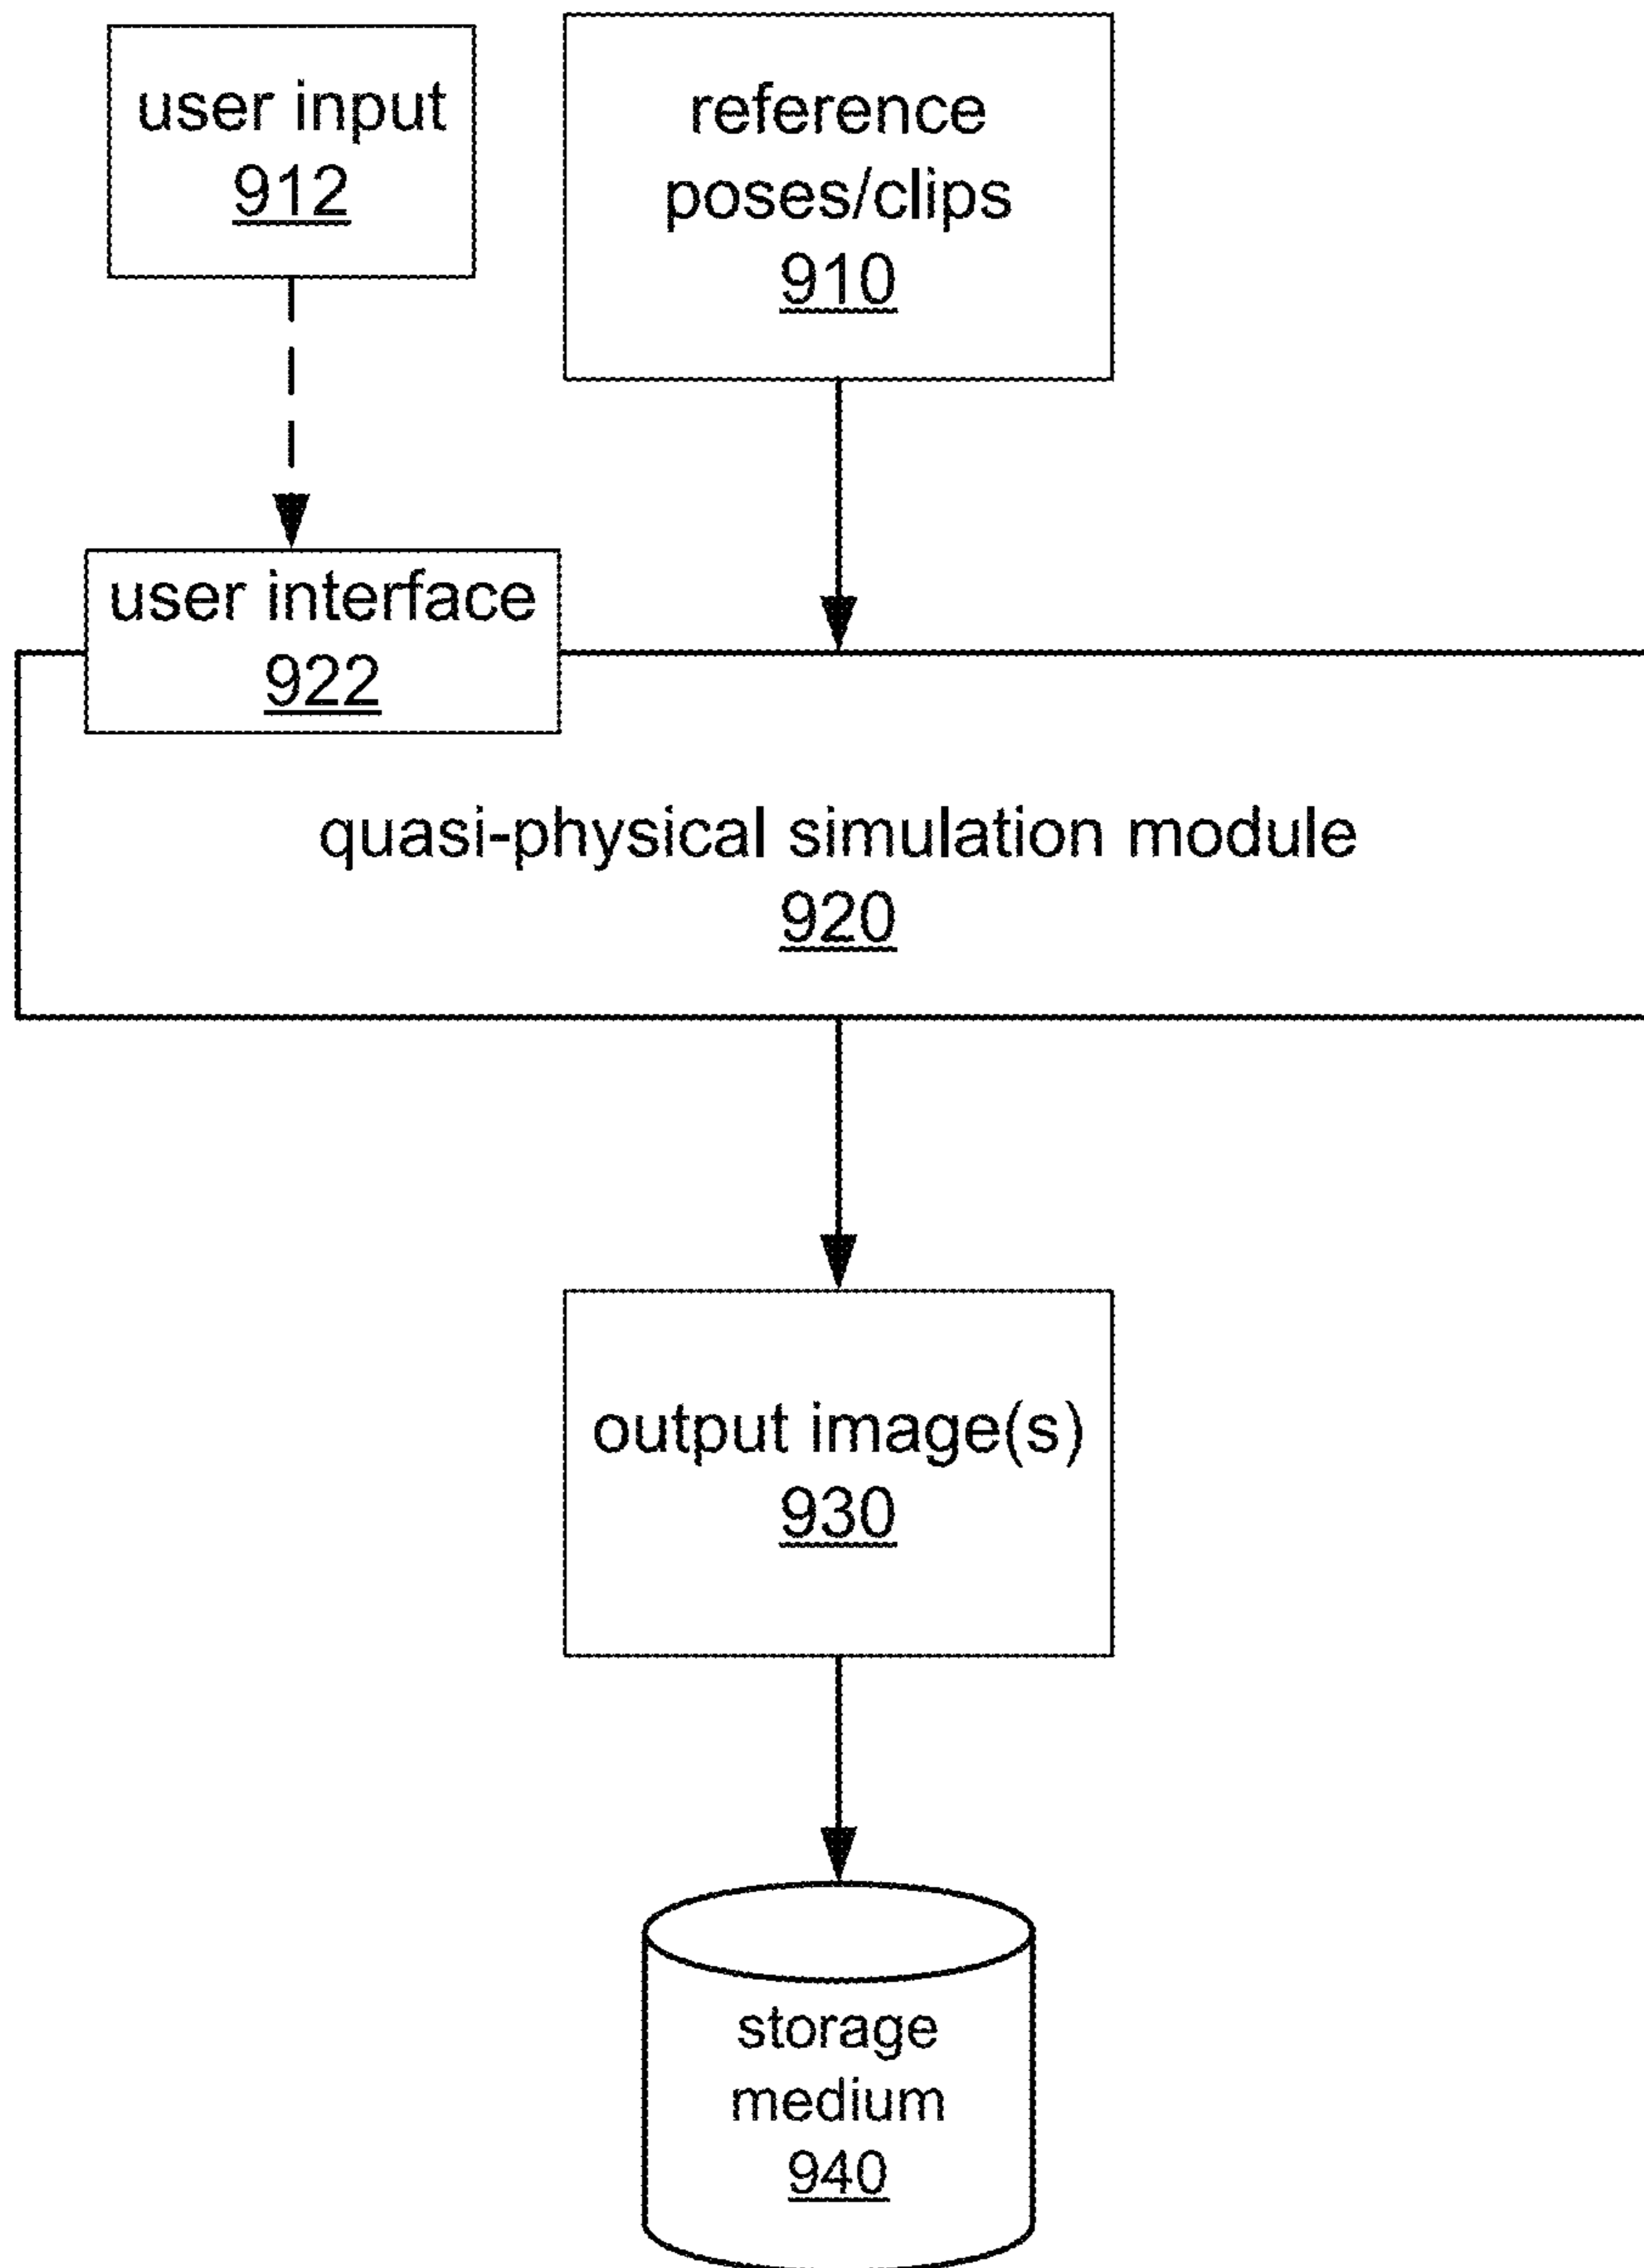 user input
912
reference
poses/clips
910
user interface
922
quasi-physical simulation module
920
output image(s)
930
storage
medium
940